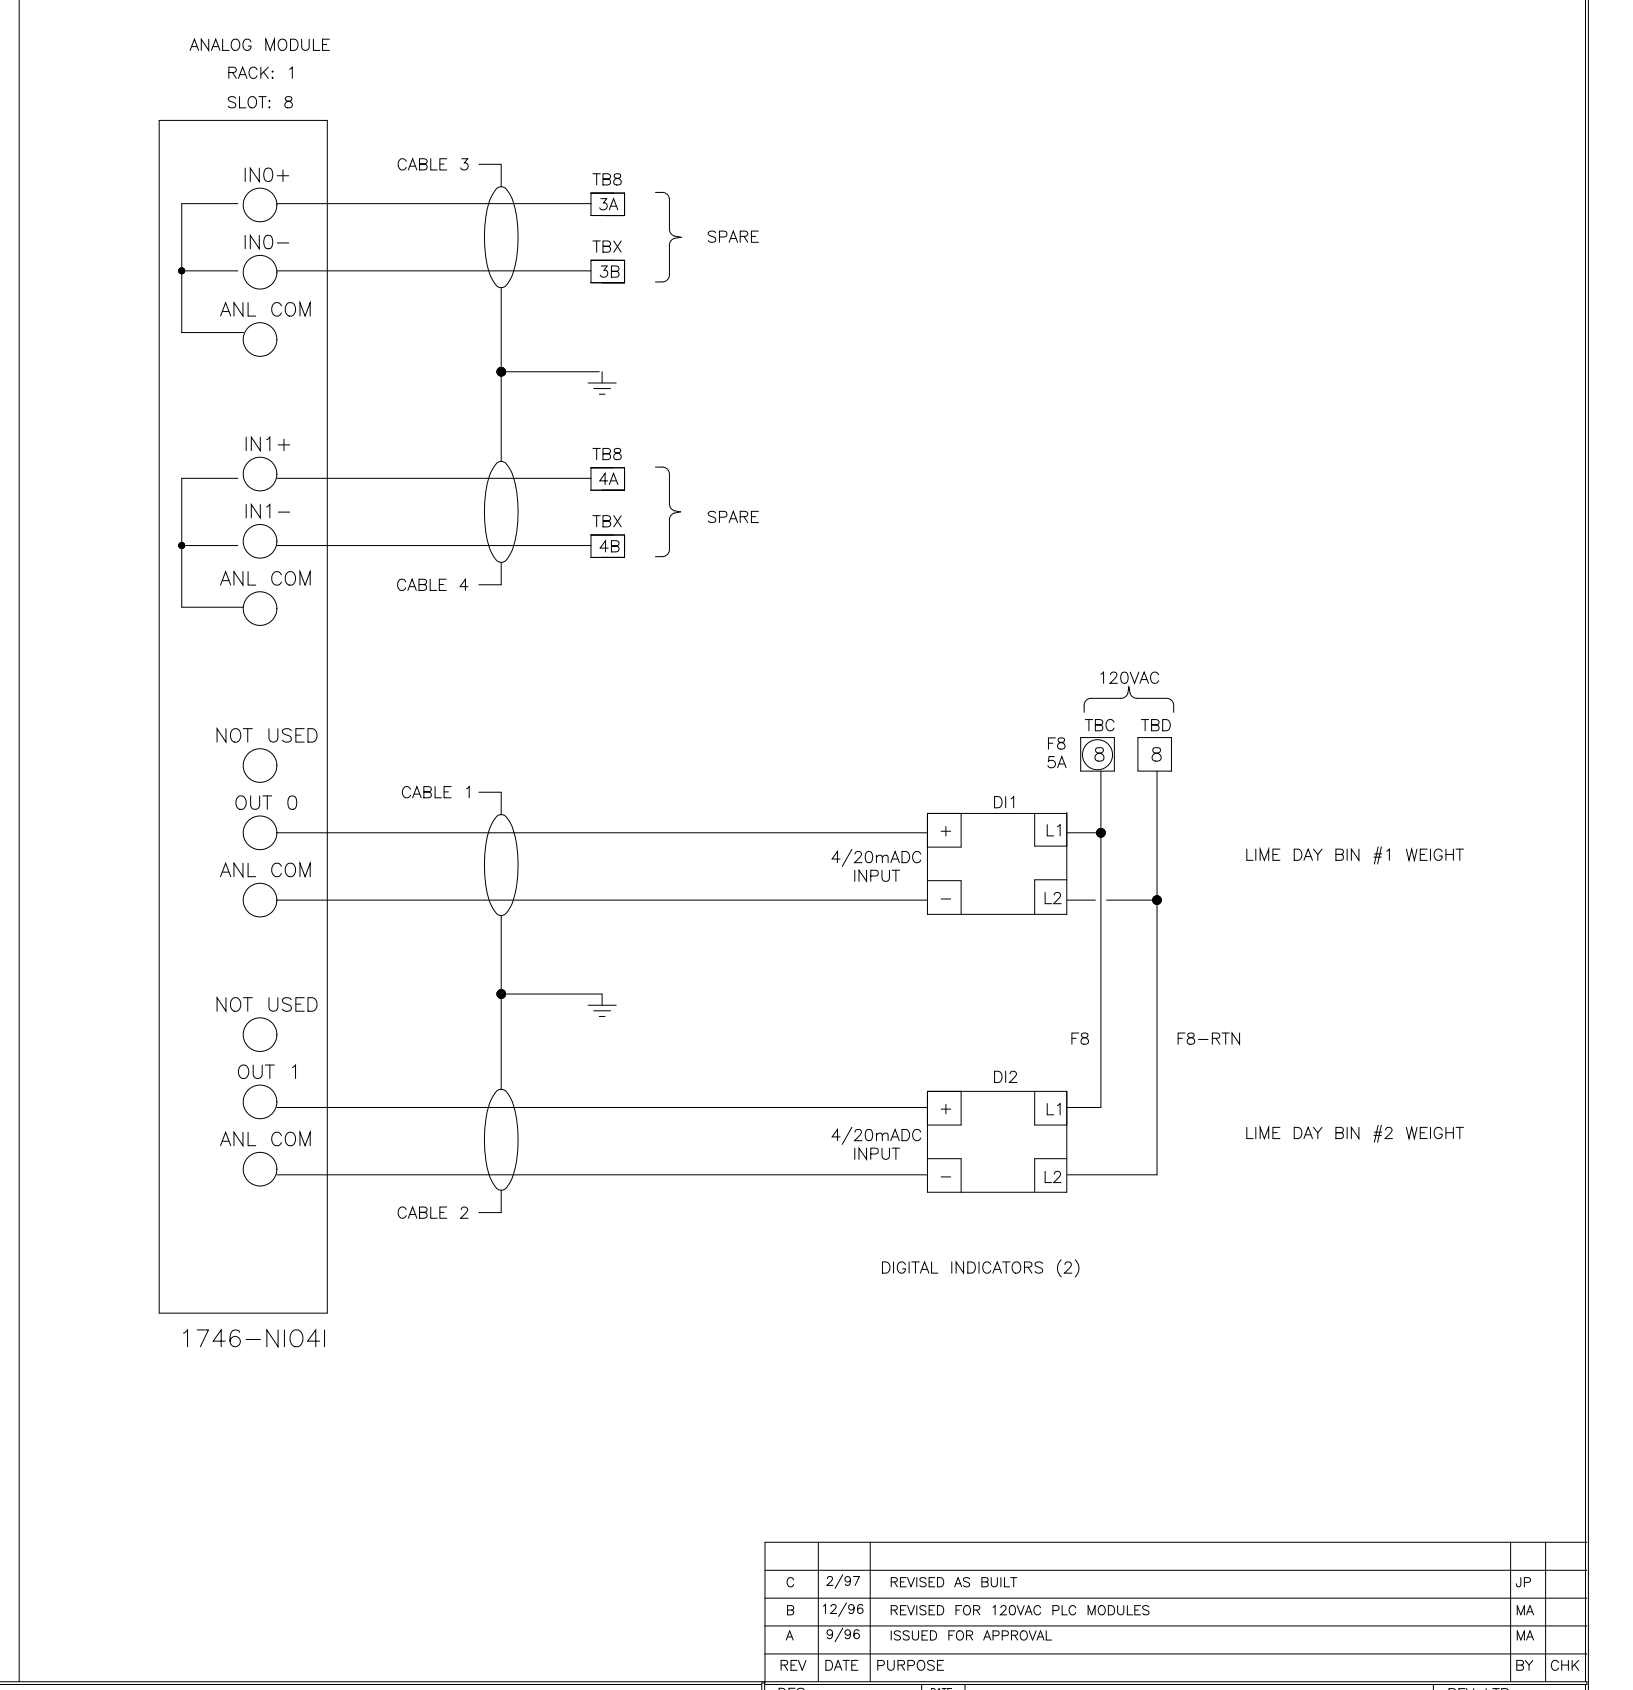 ANALOG MODULE
RACK: 1
SLOT: 8
CABLE 3
IN0+
TB8
3A
SPARE
IN0-
TBX
3B
ANL COM
IN1+
TB8
4A
SPARE
IN1-
TBX
4B
ANL COM
CABLE 4
120VAC
NOT USED
TBC
TBD
F8
5A
8
8
CABLE 1
OUT 0
DI1
+
L1
4/20mADC
INPUT
LIME DAY BIN #1 WEIGHT
ANL COM
-
L2
NOT USED
F8
F8-RTN
OUT 1
DI2
+
L1
4/20mADC
INPUT
LIME DAY BIN #2 WEIGHT
ANL COM
-
L2
CABLE 2
DIGITAL INDICATORS (2)
1746-NIO4I
C 2/97 REVISED AS BUILT JP
B 12/96 REVISED FOR 120VAC PLC MODULES MA
A 9/96 ISSUED FOR APPROVAL MA
REV DATE PURPOSE BY CHK